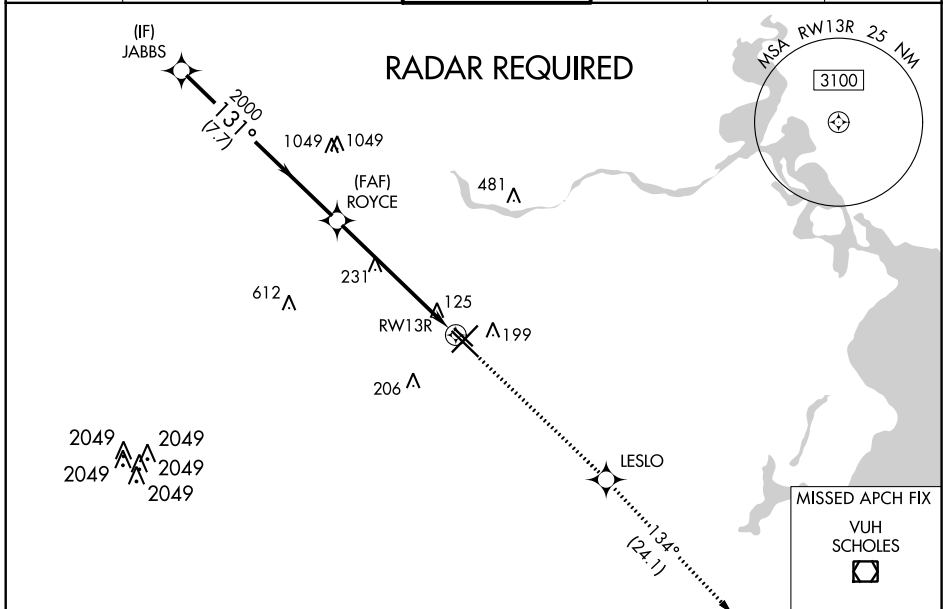 (IF)
JABBS
RADAR REQUIRED
MSA RW13R 25 NM
3100
2000
131°
(7.7)
1049
1049
(FAF)
ROYCE
481
231
612
125
RW13R
199
206
2049
2049
2049
2049
2049
LESLO
134°
(24.1)
MISSED APCH FIX
VUH
SCHOLES